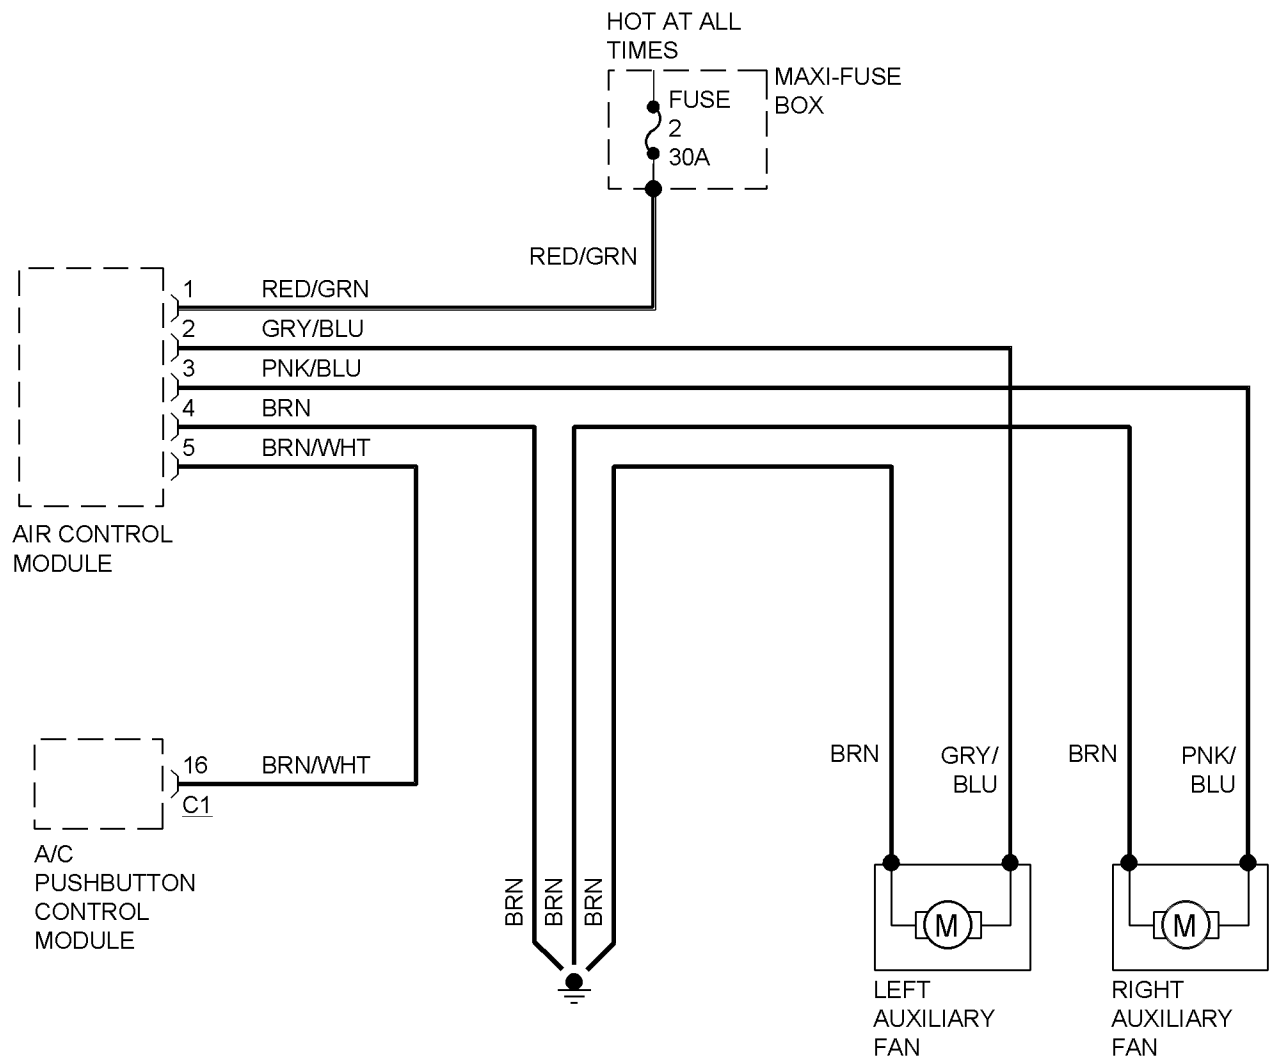 HOT AT ALL
TIMES
MAXI-FUSE
BOX
FUSE
2
30A
RED/GRN
1 RED/GRN
2 GRY/BLU
3 PNK/BLU
4 BRN
5 BRN/WHT
AIR CONTROL
MODULE
16 BRN/WHT
C1
A/C
PUSHBUTTON
CONTROL
MODULE
BRN
BRN
BRN
BRN
GRY/
BLU
BRN
PNK/
BLU
M
M
LEFT
AUXILIARY
FAN
RIGHT
AUXILIARY
FAN